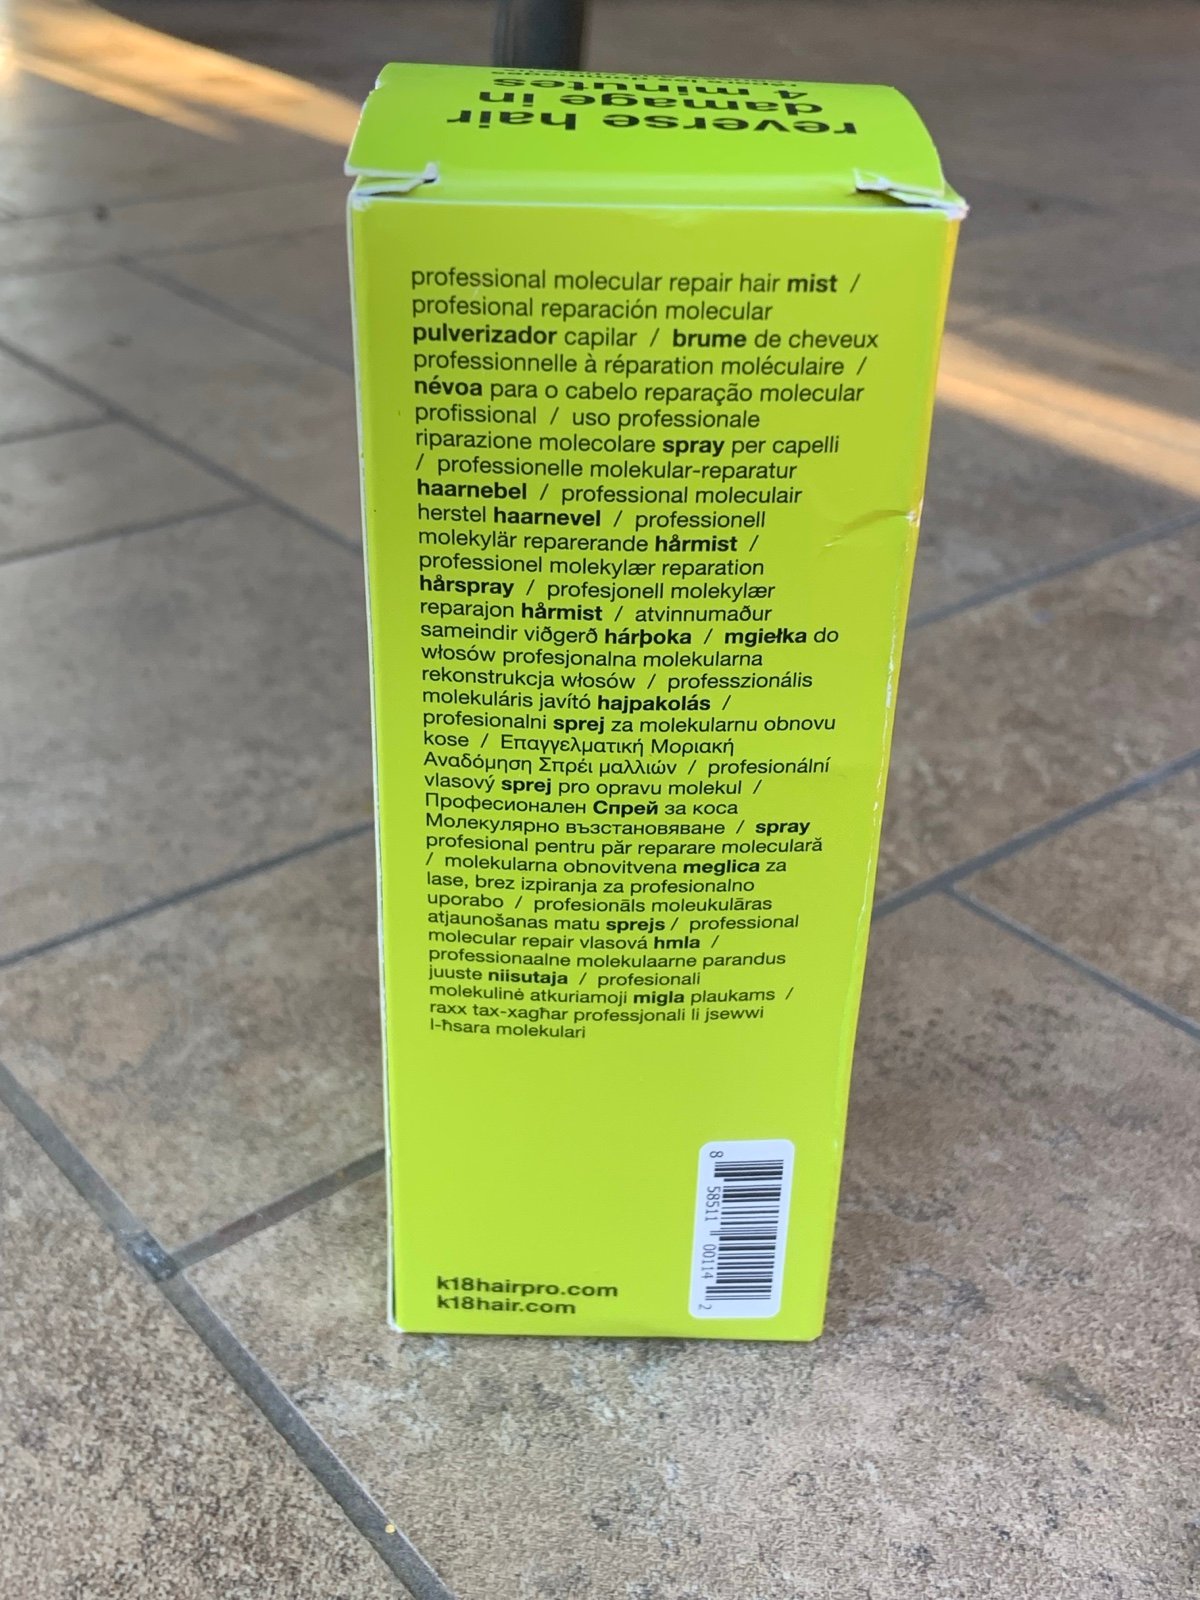 reverse hair
damage in
4 minutes
professional molecular repair hair mist /
profesional reparación molecular
pulverizador capilar / brume de cheveux
professionnelle à réparation moléculaire /
névoa para o cabelo reparação molecular
profissional / uso professionale
riparazione molecolare spray per capelli
/ professionelle molekular-reparatur
haarnebel / professional moleculair
herstel haarnevel / professionell
molekylär reparerande hårmist /
professionel molekylær reparation
hårspray / profesjonell molekylær
reparajon hårmist / atvinnumaður
sameindir viðgerð hárþoka / mgiełka do
włosów profesjonalna molekularna
rekonstrukcja włosów / professzionális
molekuláris javító hajpakolás /
profesionalni sprej za molekularnu obnovu
kose / Επαγγελματική Μοριακή
Αναδόμηση Σπρέι μαλλιών / profesionální
vlasový sprej pro opravu molekul /
Професионален Спрей за коса
Молекулярно възстановяване / spray
profesional pentru păr reparare moleculară
/ molekularna obnovitvena meglica za
lase, brez izpiranja za profesionalno
uporabo / profesionāls moleukulāras
atjaunošanas matu sprejs / professional
molecular repair vlasová hmla /
professionaalne molekulaarne parandus
juuste niisutaja / profesionali
molekulinė atkuriamoji migla plaukams /
raxx tax-xagħar professjonali li jsewwi
l-ħsara molekulari
8 58511 00114 2
k18hairpro.com
k18hair.com